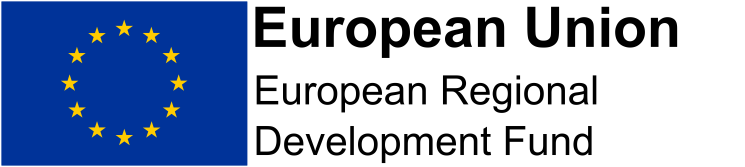 European Union
European Regional
Development Fund